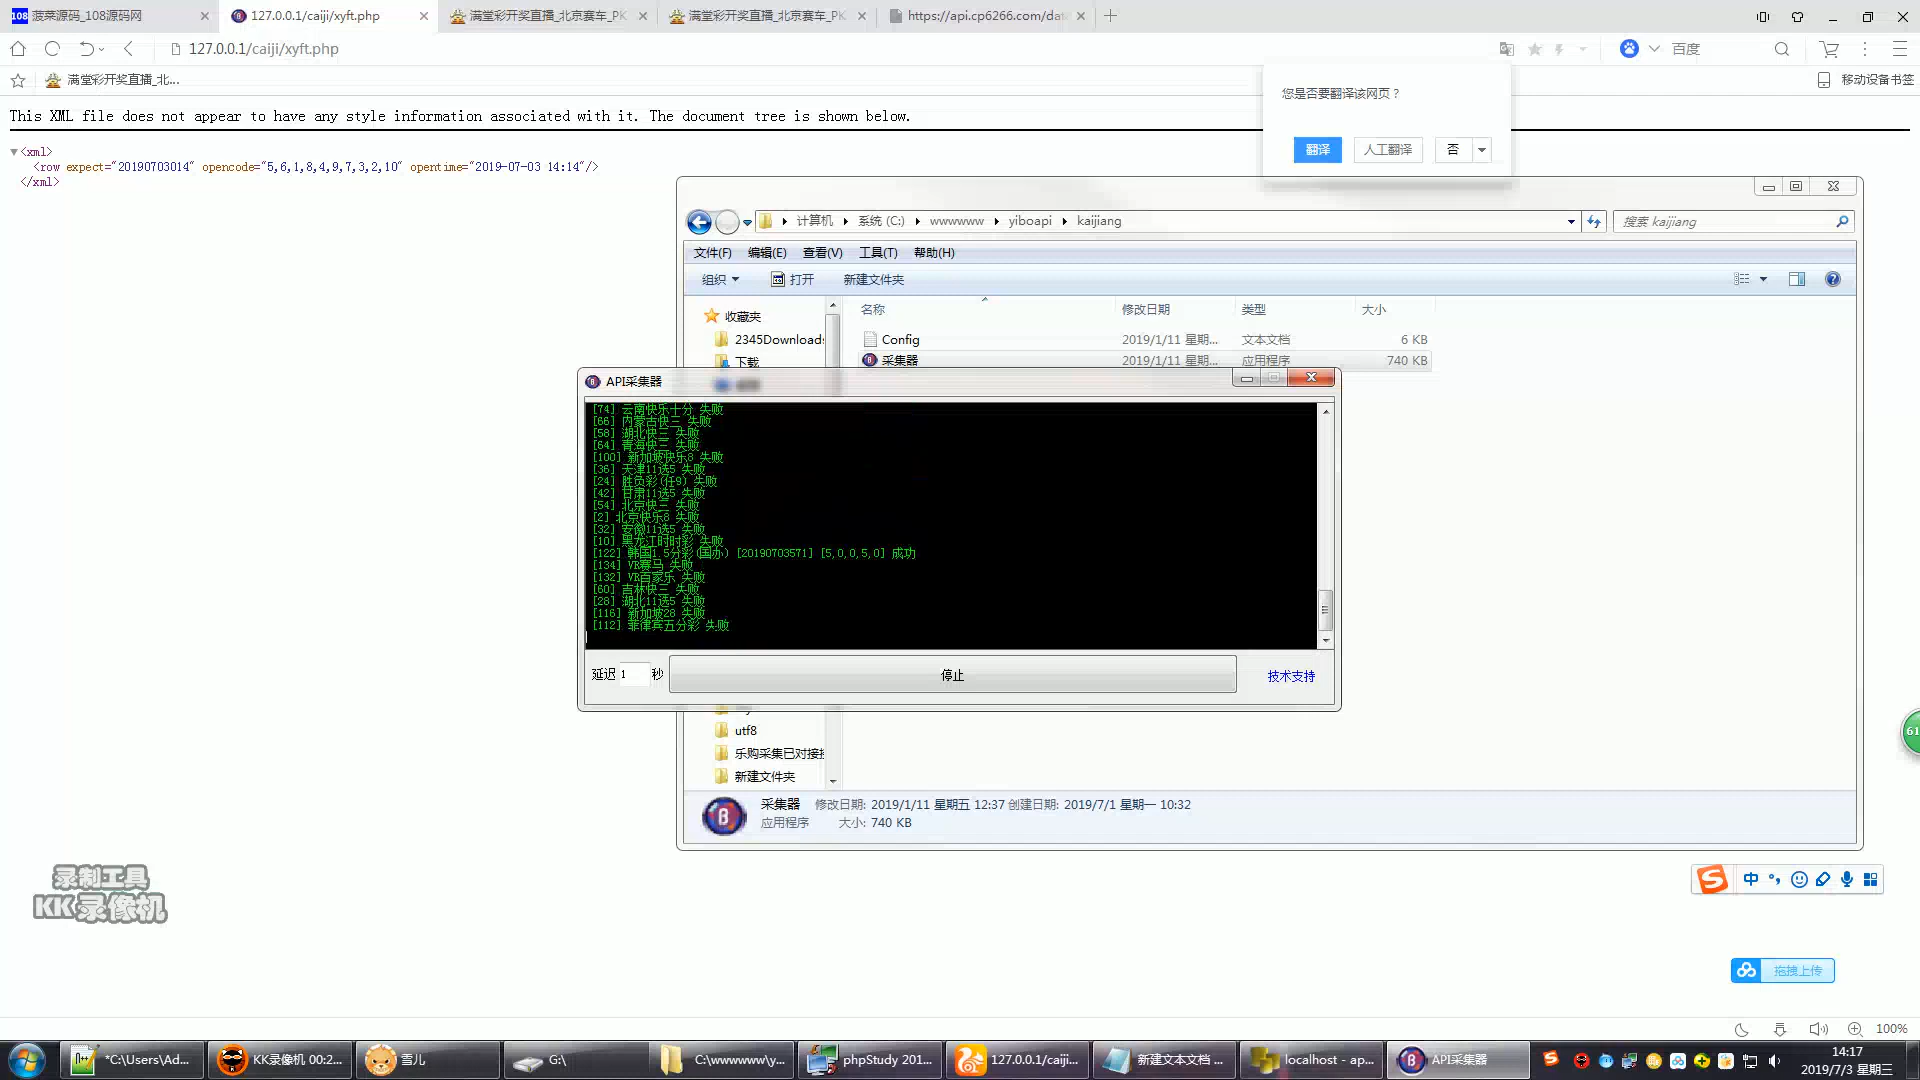 菠菜源码_108源码网
127.0.0.1/caiji/xyft.php
满堂彩开奖直播_北京赛车_PK
满堂彩开奖直播_北京赛车_PK
https://api.cp6266.com/dat
127.0.0.1/caiji/xyft.php
百度
满堂彩开奖直播_北...
移动设备书签
This XML file does not appear to have any style information associated with it. The document tree is shown below.
您是否要翻译该网页？
翻译
人工翻译
否
<xml>
<row expect="20190703014" opencode="5,6,1,8,4,9,7,3,2,10" opentime="2019-07-03 14:14"/>
</xml>
计算机 系统 (C:) wwwwww yiboapi kaijiang
搜索 kaijiang
文件(F) 编辑(E) 查看(V) 工具(T) 帮助(H)
组织 打开 新建文件夹
名称 修改日期 类型 大小
收藏夹
2345Downloads
下载
Config 2019/1/11 星期... 文本文档 6 KB
采集器 2019/1/11 星期... 应用程序 740 KB
API采集器
[74] 云南快乐十分 失败
[66] 内蒙古快三 失败
[58] 湖北快三 失败
[64] 青海快三 失败
[100] 新加坡快乐8 失败
[36] 天津11选5 失败
[24] 胜负彩(任9) 失败
[42] 甘肃11选5 失败
[54] 北京快三 失败
[2] 北京快乐8 失败
[32] 安徽11选5 失败
[10] 黑龙江时时彩 失败
[122] 韩国1.5分彩(国办) [20190703571] [5,0,0,5,0] 成功
[134] VR赛马 失败
[132] VR百家乐 失败
[60] 吉林快三 失败
[28] 湖北11选5 失败
[116] 新加坡28 失败
[112] 菲律宾五分彩 失败
延迟 1 秒
停止
技术支持
utf8
乐购采集已对接接
新建文件夹
采集器 修改日期: 2019/1/11 星期五 12:37 创建日期: 2019/7/1 星期一 10:32
应用程序 大小: 740 KB
61
录制工具
KK录像机
中
拖拽上传
100%
*C:\Users\Ad...
KK录像机 00:2...
雪儿
G:\
C:\wwwwww\y...
phpStudy 201...
127.0.0.1/caiji...
新建文本文档 ...
localhost - ap...
API采集器
14:17
2019/7/3 星期三